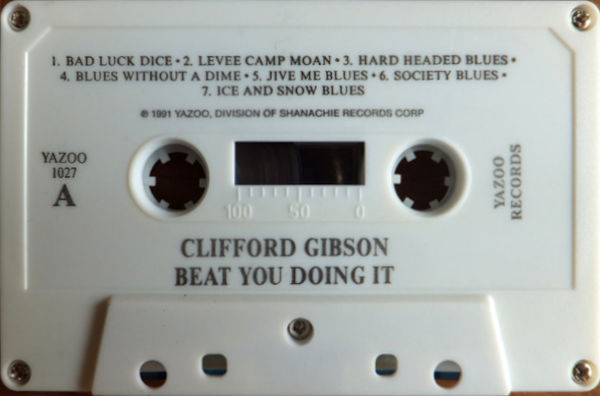 1. BAD LUCK DICE • 2. LEVEE CAMP MOAN • 3. HARD HEADED BLUES •
4. BLUES WITHOUT A DIME • 5. JIVE ME BLUES • 6. SOCIETY BLUES •
7. ICE AND SNOW BLUES
℗ 1991 YAZOO, DIVISION OF SHANACHIE RECORDS CORP
YAZOO
1027
A
100 50 0
YAZOO
RECORDS
CLIFFORD GIBSON
BEAT YOU DOING IT